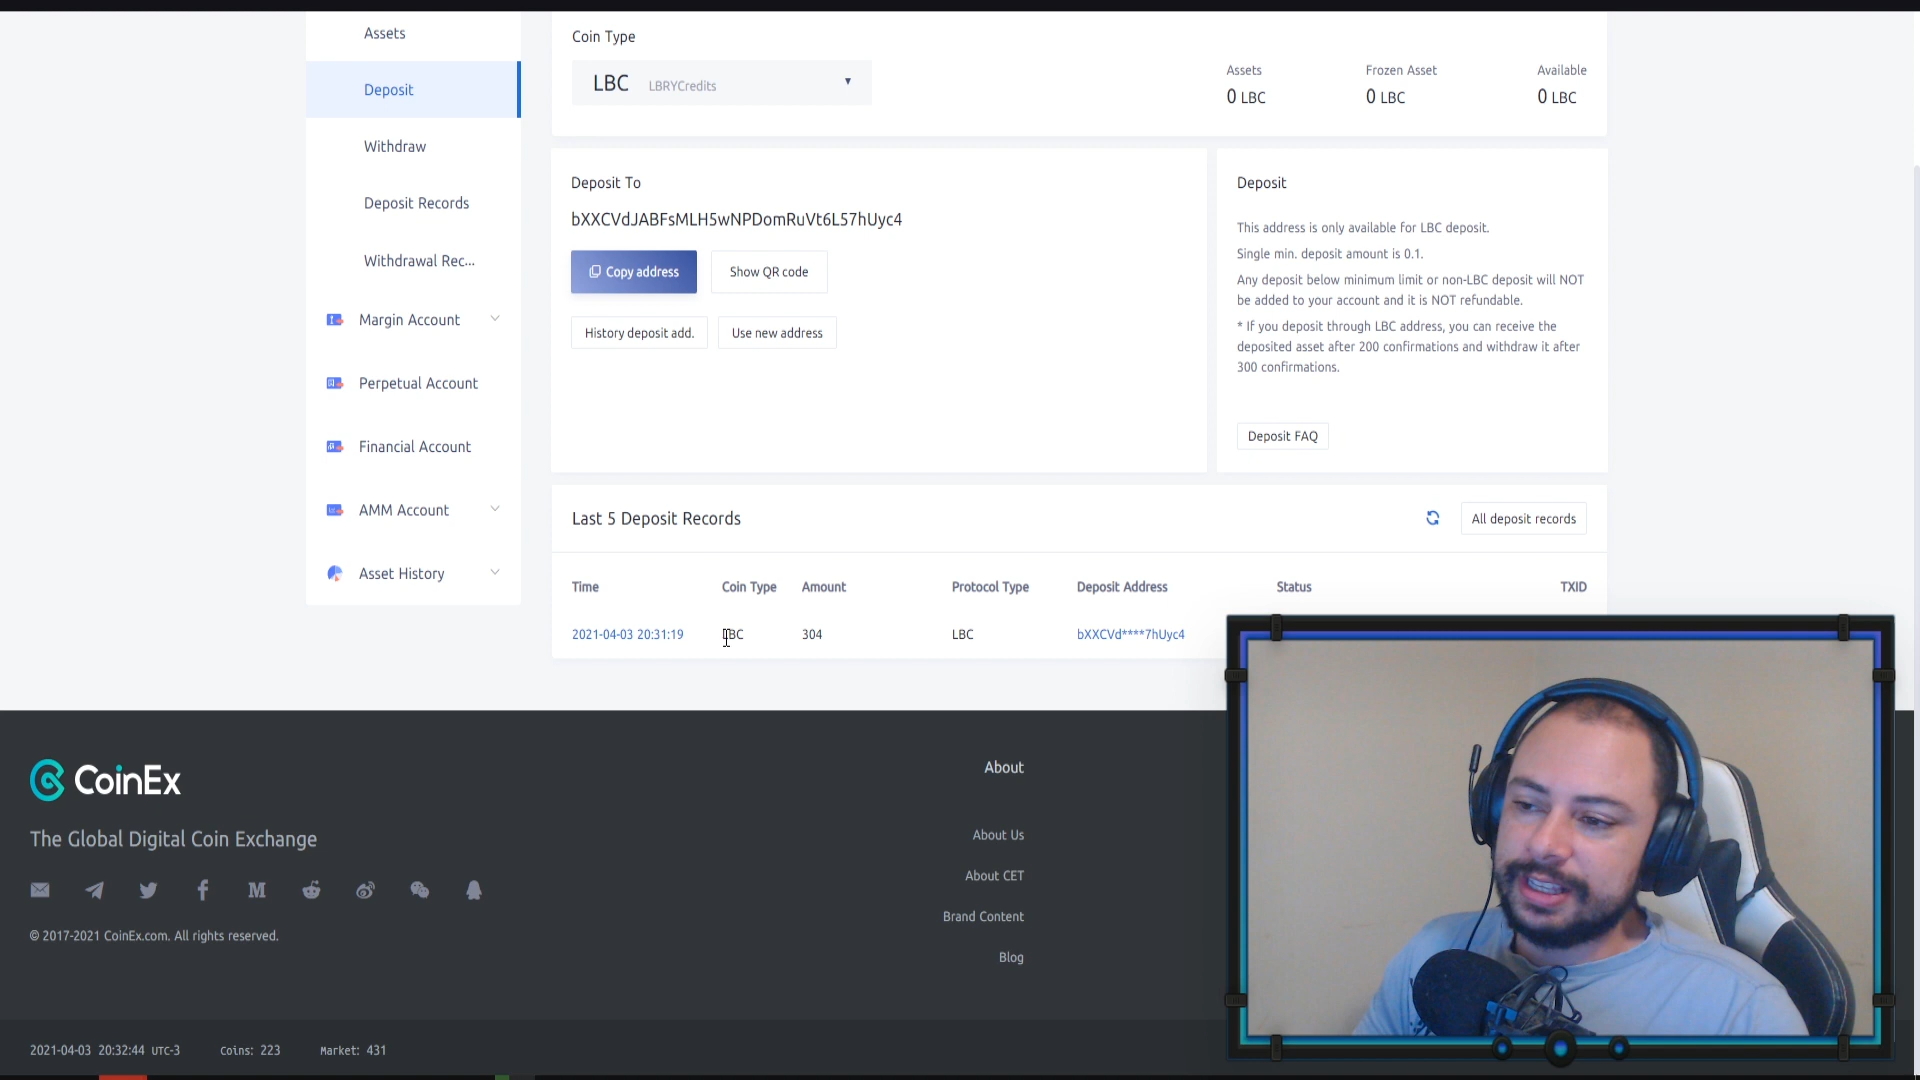 Assets
Deposit
Withdraw
Deposit Records
Withdrawal Rec...
Margin Account
Perpetual Account
Financial Account
AMM Account
Asset History
Coin Type
LBC LBRYCredits
Assets Frozen Asset Available
0 LBC 0 LBC 0 LBC
Deposit To
bXXCVdJABFsMLH5wNPDomRuVt6L57hUyc4
Copy address Show QR code
History deposit add. Use new address
Deposit
This address is only available for LBC deposit.
Single min. deposit amount is 0.1.
Any deposit below minimum limit or non-LBC deposit will NOT
be added to your account and it is NOT refundable.
* If you deposit through LBC address, you can receive the
deposited asset after 200 confirmations and withdraw it after
300 confirmations.
Deposit FAQ
Last 5 Deposit Records All deposit records
Time Coin Type Amount Protocol Type Deposit Address Status TXID
2021-04-03 20:31:19 LBC 304 LBC bXXCVd****7hUyc4
CoinEx
The Global Digital Coin Exchange
© 2017-2021 CoinEx.com. All rights reserved.
About
About Us
About CET
Brand Content
Blog
2021-04-03 20:32:44 UTC-3 Coins: 223 Market: 431